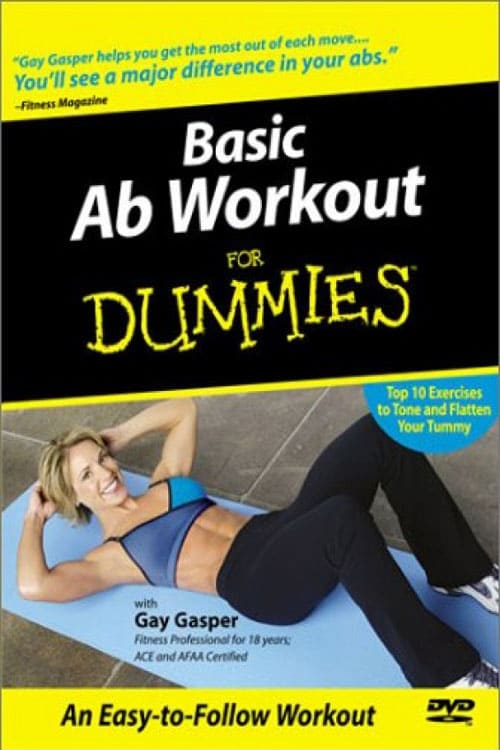 “Gay Gasper helps you get the most out of each move....
You’ll see a major difference in your abs.”
–Fitness Magazine
Basic
Ab Workout
FOR
DUMMIES™
Top 10 Exercises
to Tone and Flatten
Your Tummy
with
Gay Gasper
Fitness Professional for 18 years;
ACE and AFAA Certified
An Easy-to-Follow Workout
DVD